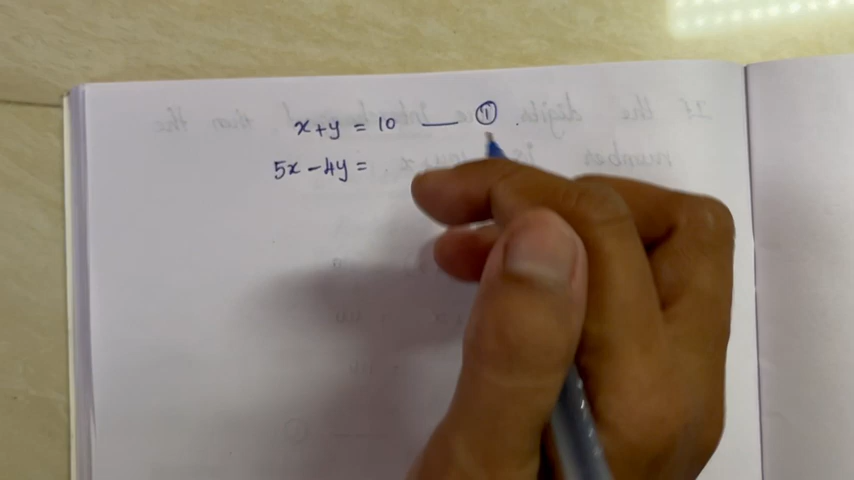 x+y = 10 — ①
5x - 4y =